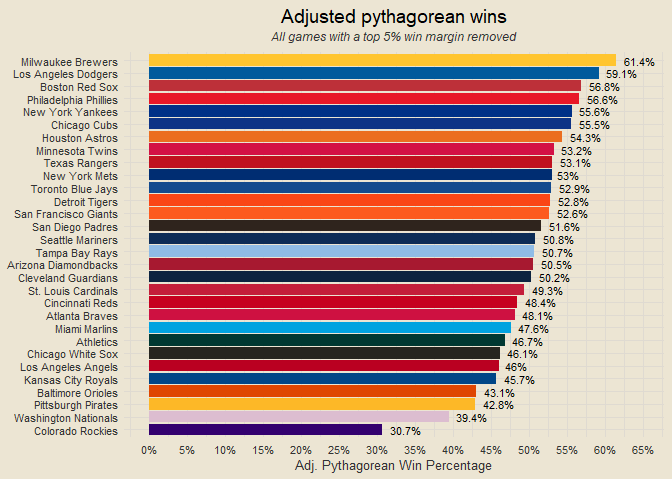 Adjusted pythagorean wins
All games with a top 5% win margin removed
Milwaukee Brewers 61.4%
Los Angeles Dodgers 59.1%
Boston Red Sox 56.8%
Philadelphia Phillies 56.6%
New York Yankees 55.6%
Chicago Cubs 55.5%
Houston Astros 54.3%
Minnesota Twins 53.2%
Texas Rangers 53.1%
New York Mets 53%
Toronto Blue Jays 52.9%
Detroit Tigers 52.8%
San Francisco Giants 52.6%
San Diego Padres 51.6%
Seattle Mariners 50.8%
Tampa Bay Rays 50.7%
Arizona Diamondbacks 50.5%
Cleveland Guardians 50.2%
St. Louis Cardinals 49.3%
Cincinnati Reds 48.4%
Atlanta Braves 48.1%
Miami Marlins 47.6%
Athletics 46.7%
Chicago White Sox 46.1%
Los Angeles Angels 46%
Kansas City Royals 45.7%
Baltimore Orioles 43.1%
Pittsburgh Pirates 42.8%
Washington Nationals 39.4%
Colorado Rockies 30.7%
0% 5% 10% 15% 20% 25% 30% 35% 40% 45% 50% 55% 60% 65%
Adj. Pythagorean Win Percentage